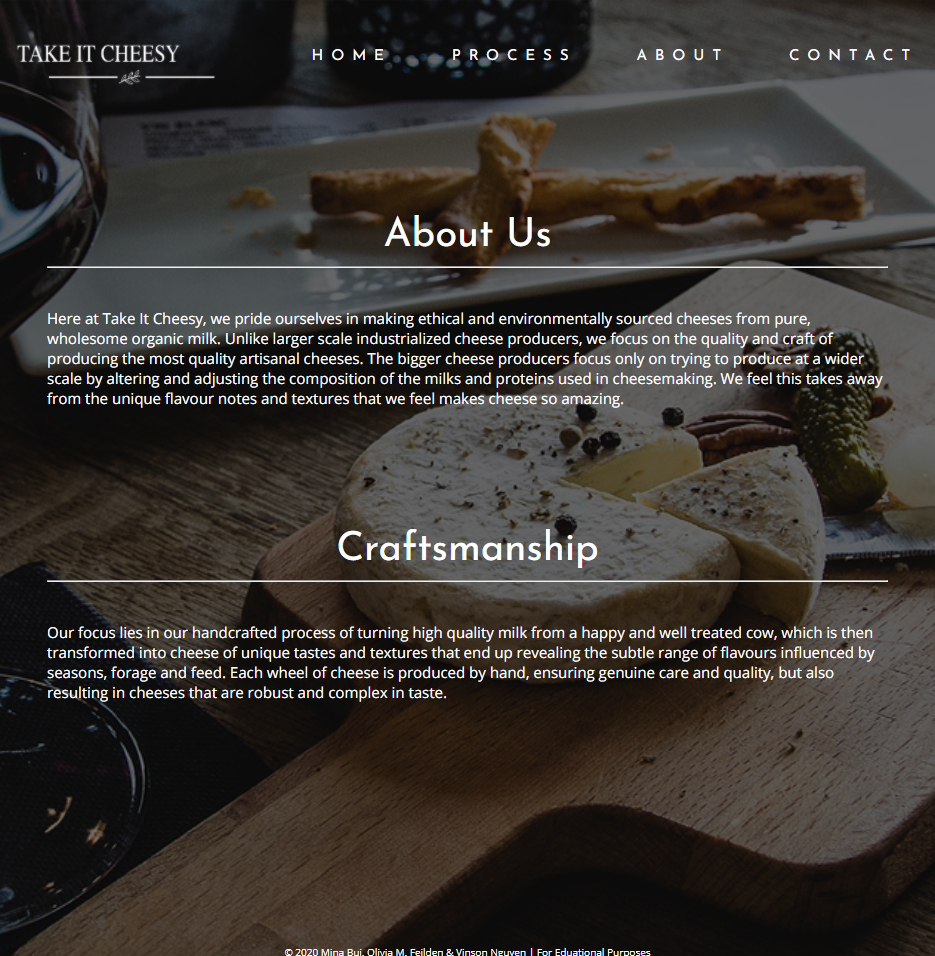 TAKE IT CHEESY
HOME PROCESS ABOUT CONTACT
About Us
Here at Take It Cheesy, we pride ourselves in making ethical and environmentally sourced cheeses from pure,
wholesome organic milk. Unlike larger scale industrialized cheese producers, we focus on the quality and craft of
producing the most quality artisanal cheeses. The bigger cheese producers focus only on trying to produce at a wider
scale by altering and adjusting the composition of the milks and proteins used in cheesemaking. We feel this takes away
from the unique flavour notes and textures that we feel makes cheese so amazing.
Craftsmanship
Our focus lies in our handcrafted process of turning high quality milk from a happy and well treated cow, which is then
transformed into cheese of unique tastes and textures that end up revealing the subtle range of flavours influenced by
seasons, forage and feed. Each wheel of cheese is produced by hand, ensuring genuine care and quality, but also
resulting in cheeses that are robust and complex in taste.
© 2020 Mina Bui, Olivia M. Feilden & Vinson Nguyen | For Eduational Purposes